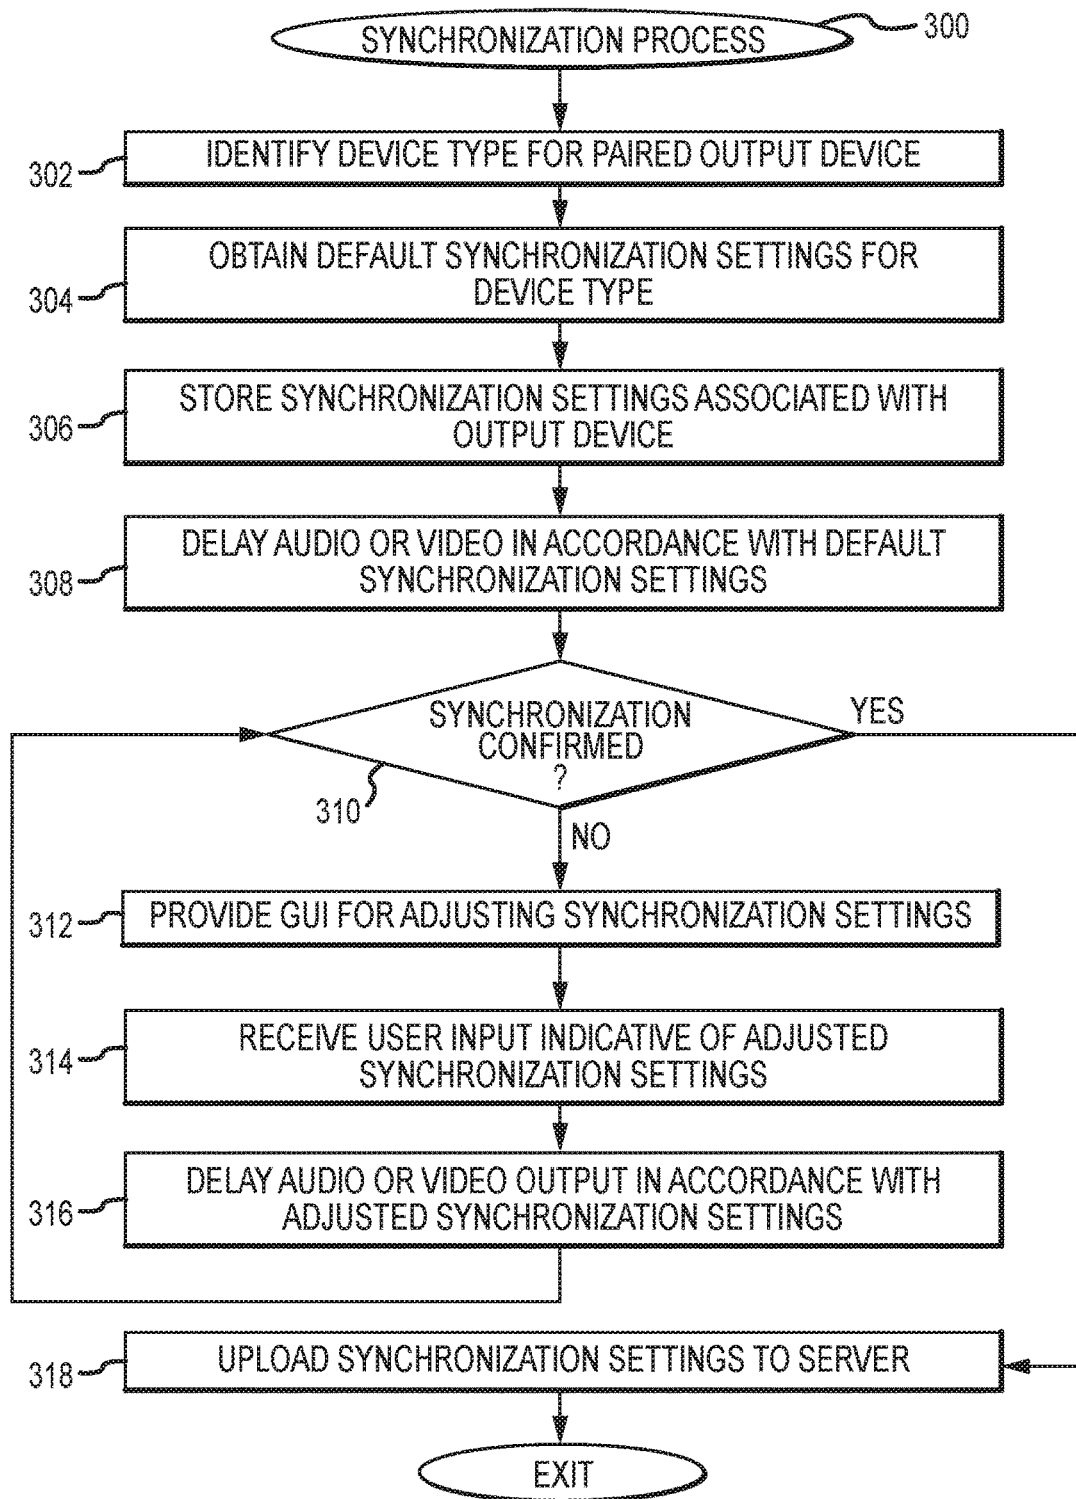 SYNCHRONIZATION PROCESS
300
302
IDENTIFY DEVICE TYPE FOR PAIRED OUTPUT DEVICE
304
OBTAIN DEFAULT SYNCHRONIZATION SETTINGS FOR
DEVICE TYPE
306
STORE SYNCHRONIZATION SETTINGS ASSOCIATED WITH
OUTPUT DEVICE
308
DELAY AUDIO OR VIDEO IN ACCORDANCE WITH DEFAULT
SYNCHRONIZATION SETTINGS
SYNCHRONIZATION
CONFIRMED
?
YES
310
NO
312
PROVIDE GUI FOR ADJUSTING SYNCHRONIZATION SETTINGS
314
RECEIVE USER INPUT INDICATIVE OF ADJUSTED
SYNCHRONIZATION SETTINGS
316
DELAY AUDIO OR VIDEO OUTPUT IN ACCORDANCE WITH
ADJUSTED SYNCHRONIZATION SETTINGS
318
UPLOAD SYNCHRONIZATION SETTINGS TO SERVER
EXIT